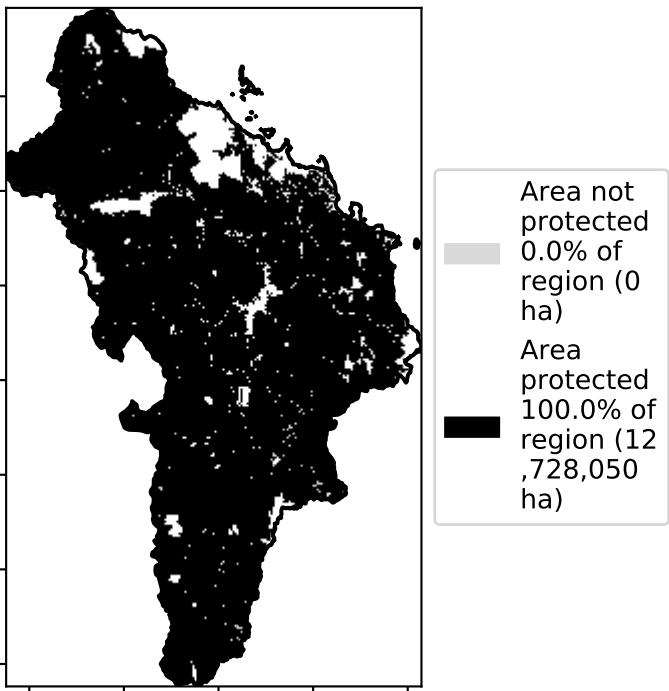 Area not
protected
0.0% of
region (0
ha)
Area
protected
100.0% of
region (12
,728,050
ha)